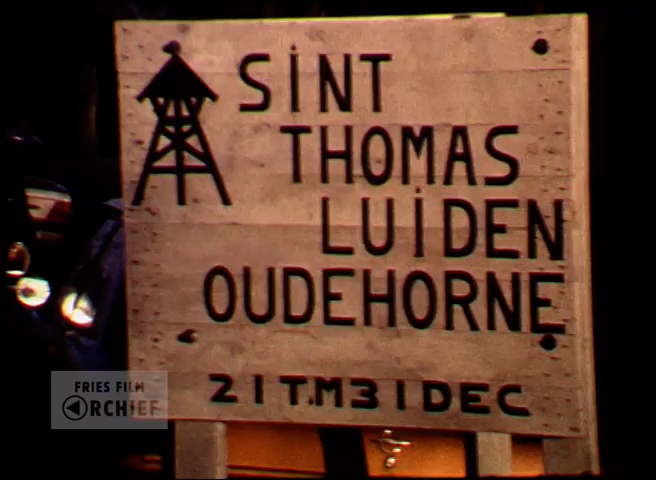 SiNT
THOMAS
LUiDEN
OUDEHORNE
21T.M31DEC
FRIES FILM
ARCHIEF